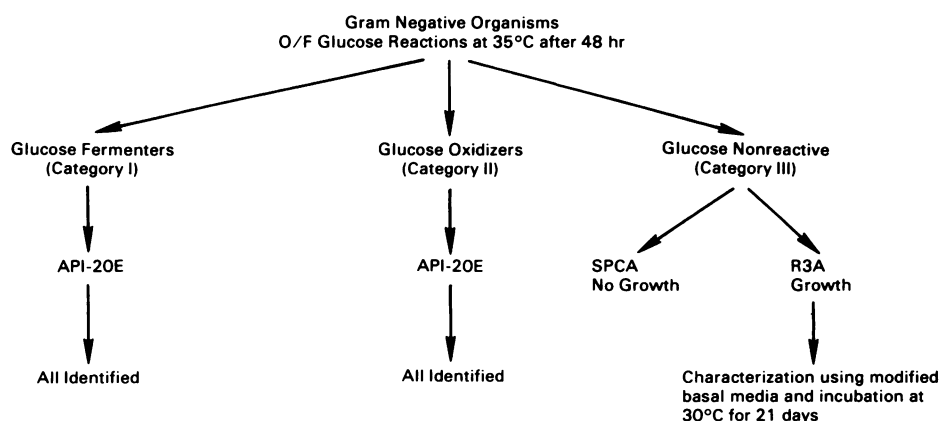 Gram Negative Organisms
O/F Glucose Reactions at 35°C after 48 hr
Glucose Fermenters
(Category I)
Glucose Oxidizers
(Category II)
Glucose Nonreactive
(Category III)
API-20E
API-20E
SPCA
No Growth
R3A
Growth
All Identified
All Identified
Characterization using modified
basal media and incubation at
30°C for 21 days